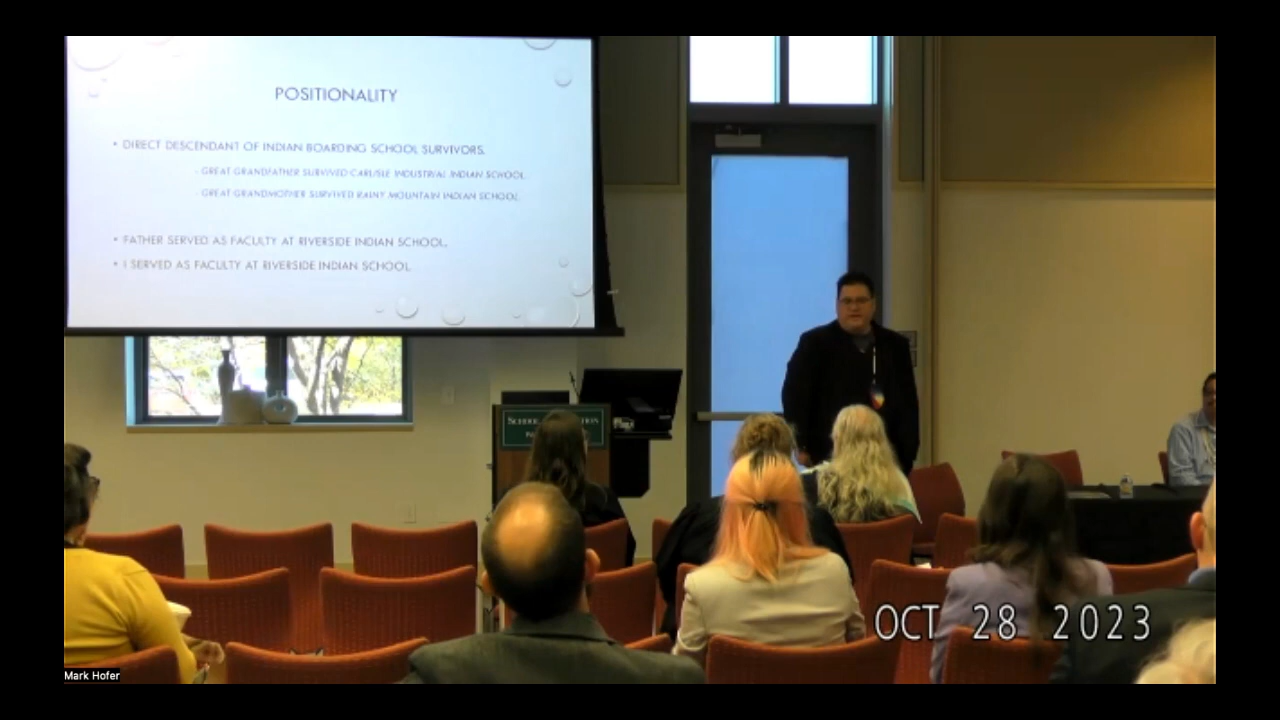 POSITIONALITY
• DIRECT DESCENDANT OF INDIAN BOARDING SCHOOL SURVIVORS.
- GREAT GRANDFATHER SURVIVED CARLISLE INDUSTRIAL INDIAN SCHOOL.
- GREAT GRANDMOTHER SURVIVED RAINY MOUNTAIN INDIAN SCHOOL.
• FATHER SERVED AS FACULTY AT RIVERSIDE INDIAN SCHOOL.
• I SERVED AS FACULTY AT RIVERSIDE INDIAN SCHOOL.
SCHOOL
OCT 28 2023
Mark Hofer